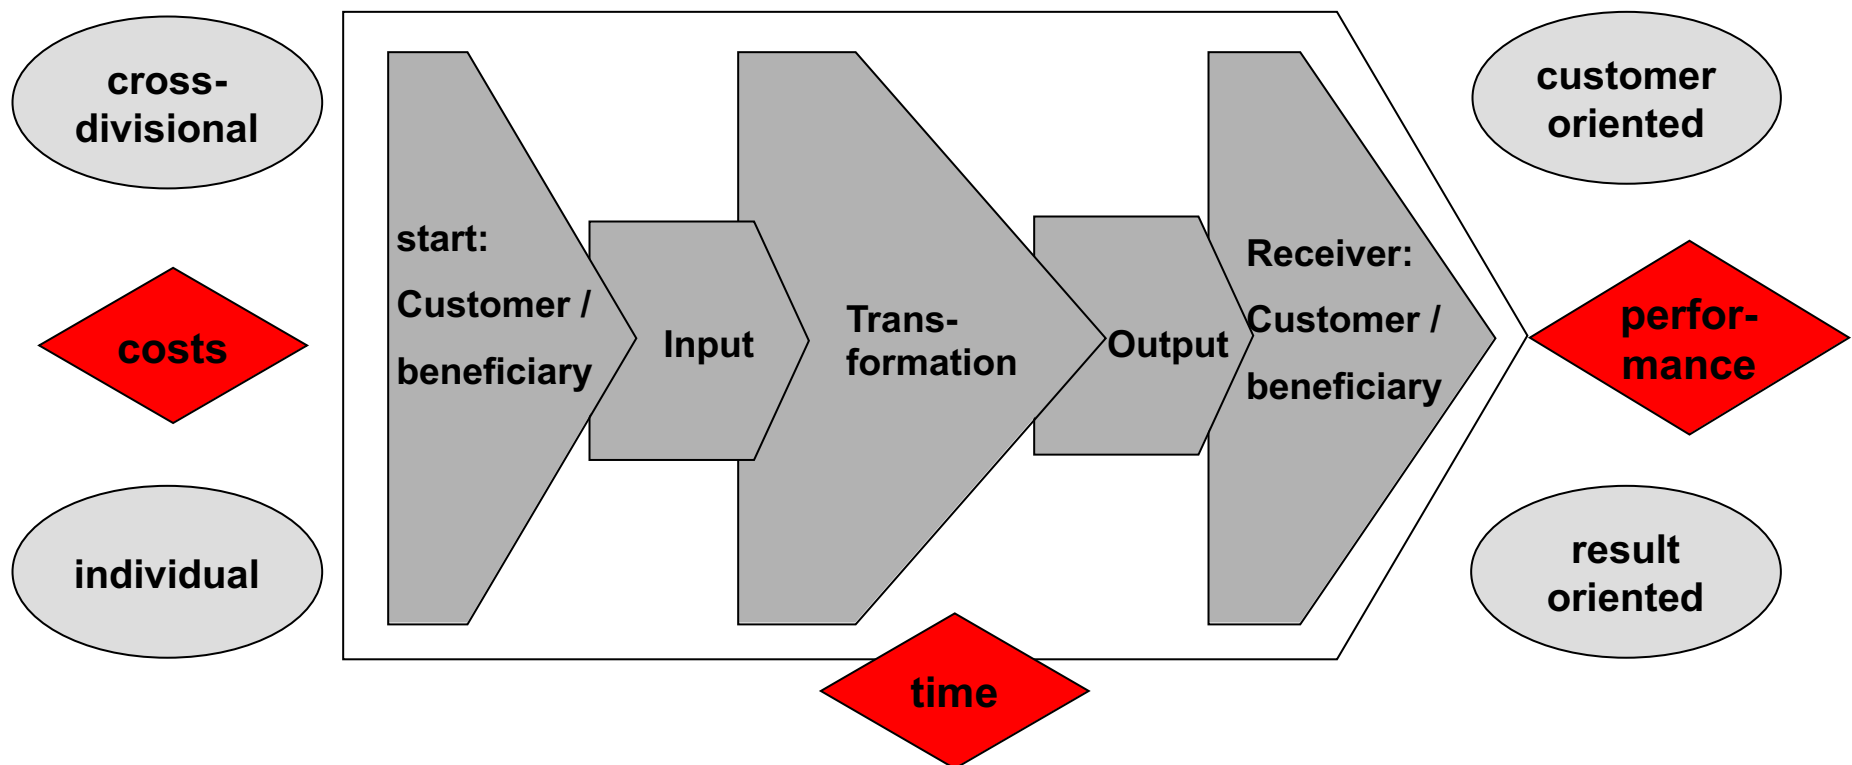 cross-
divisional
costs
individual
start:
Customer /
beneficiary
Input
Trans-
formation
Output
Receiver:
Customer /
beneficiary
time
customer
oriented
perfor-
mance
result
oriented